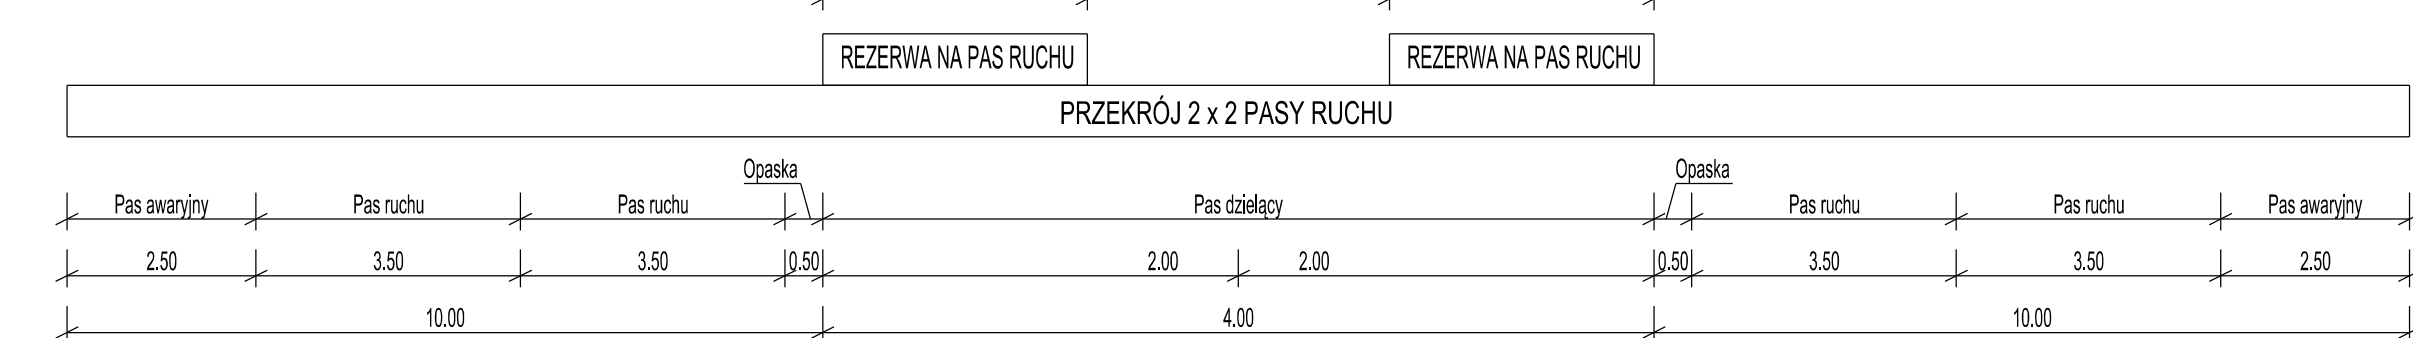 REZERWA NA PAS RUCHU REZERWA NA PAS RUCHU
PRZEKRÓJ 2 x 2 PASY RUCHU
Opaska Opaska
Pas awaryjny Pas ruchu Pas ruchu Pas dzielący Pas ruchu Pas ruchu Pas awaryjny
2.50 3.50 3.50 0.50 2.00 2.00 0.50 3.50 3.50 2.50
10.00 4.00 10.00